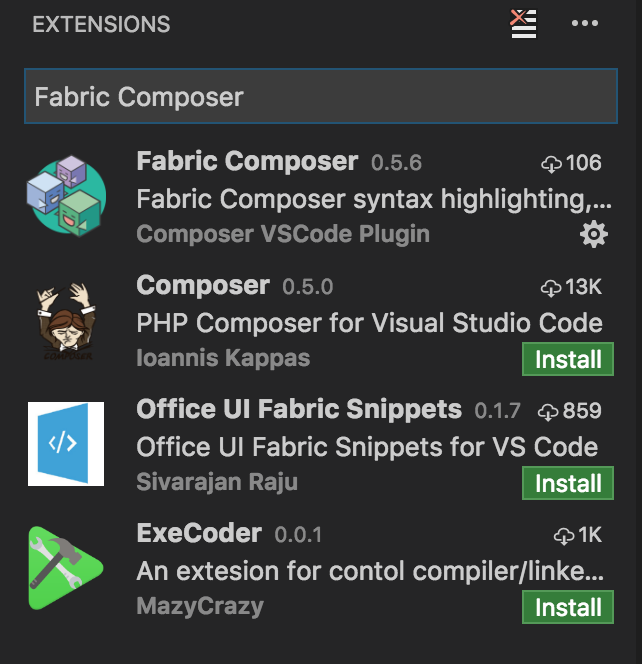 EXTENSIONS
Fabric Composer
Fabric Composer 0.5.6 106
Fabric Composer syntax highlighting,...
Composer VSCode Plugin
Composer 0.5.0 13K
PHP Composer for Visual Studio Code
Ioannis Kappas
Install
Office UI Fabric Snippets 0.1.7 859
Office UI Fabric Snippets for VS Code
Sivarajan Raju
Install
ExeCoder 0.0.1 1K
An extesion for contol compiler/linke...
MazyCrazy
Install